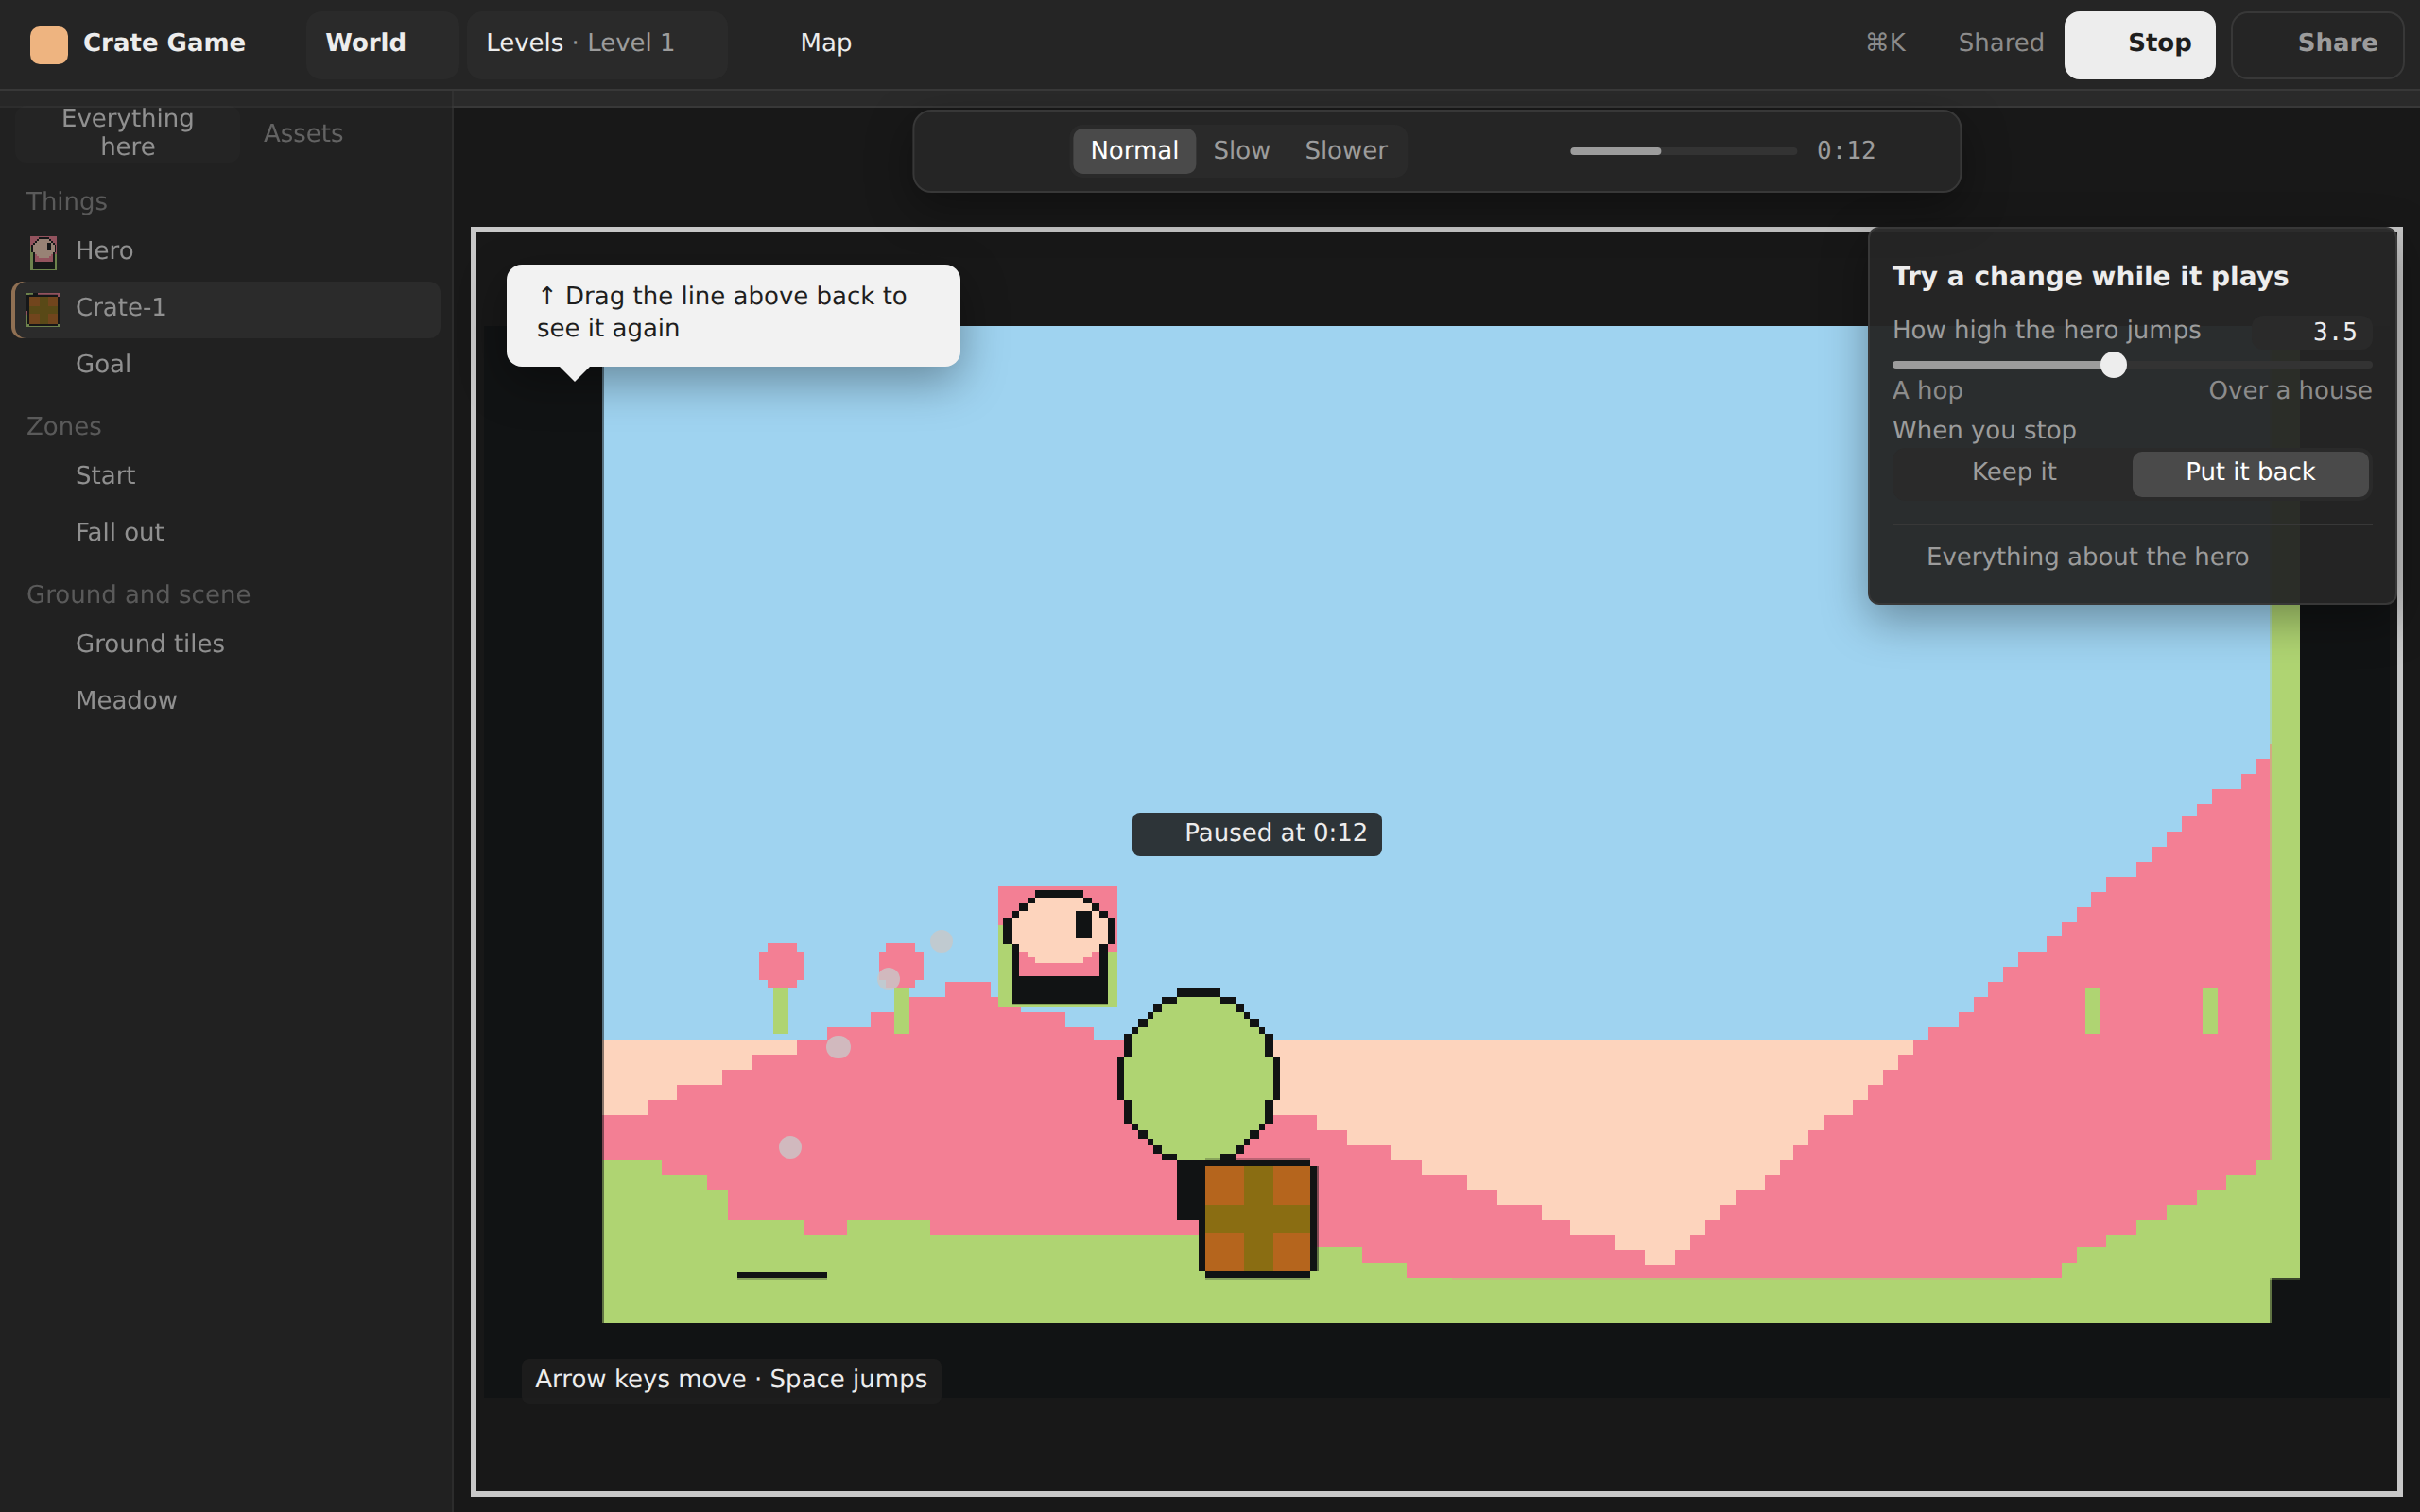 Crate Game
World
Levels · Level 1
Map
⌘K
Shared
Stop
Share
Everything
here
Assets
Things
Hero
Crate-1
Goal
Zones
Start
Fall out
Ground and scene
Ground tiles
Meadow
Normal
Slow
Slower
0:12
↑ Drag the line above back to
see it again
Try a change while it plays
How high the hero jumps
3.5
A hop
Over a house
When you stop
Keep it
Put it back
Everything about the hero
Paused at 0:12
Arrow keys move · Space jumps